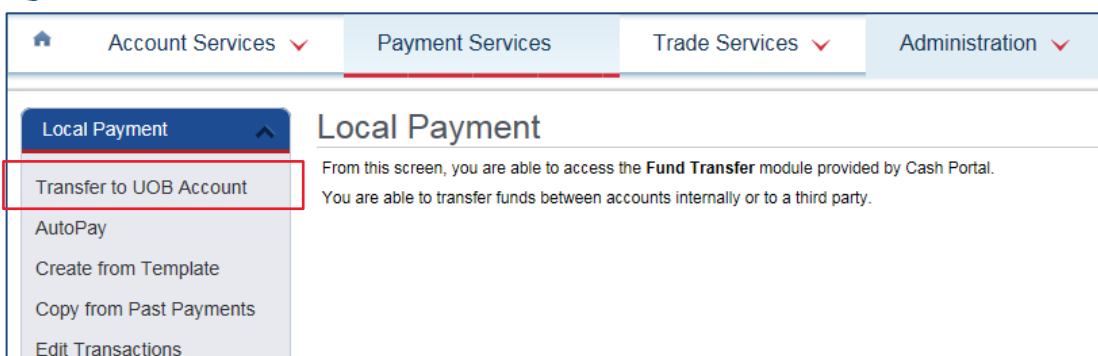 Account Services
Payment Services
Trade Services
Administration
Local Payment
Transfer to UOB Account
AutoPay
Create from Template
Copy from Past Payments
Edit Transactions
Local Payment
From this screen, you are able to access the Fund Transfer module provided by Cash Portal.
You are able to transfer funds between accounts internally or to a third party.